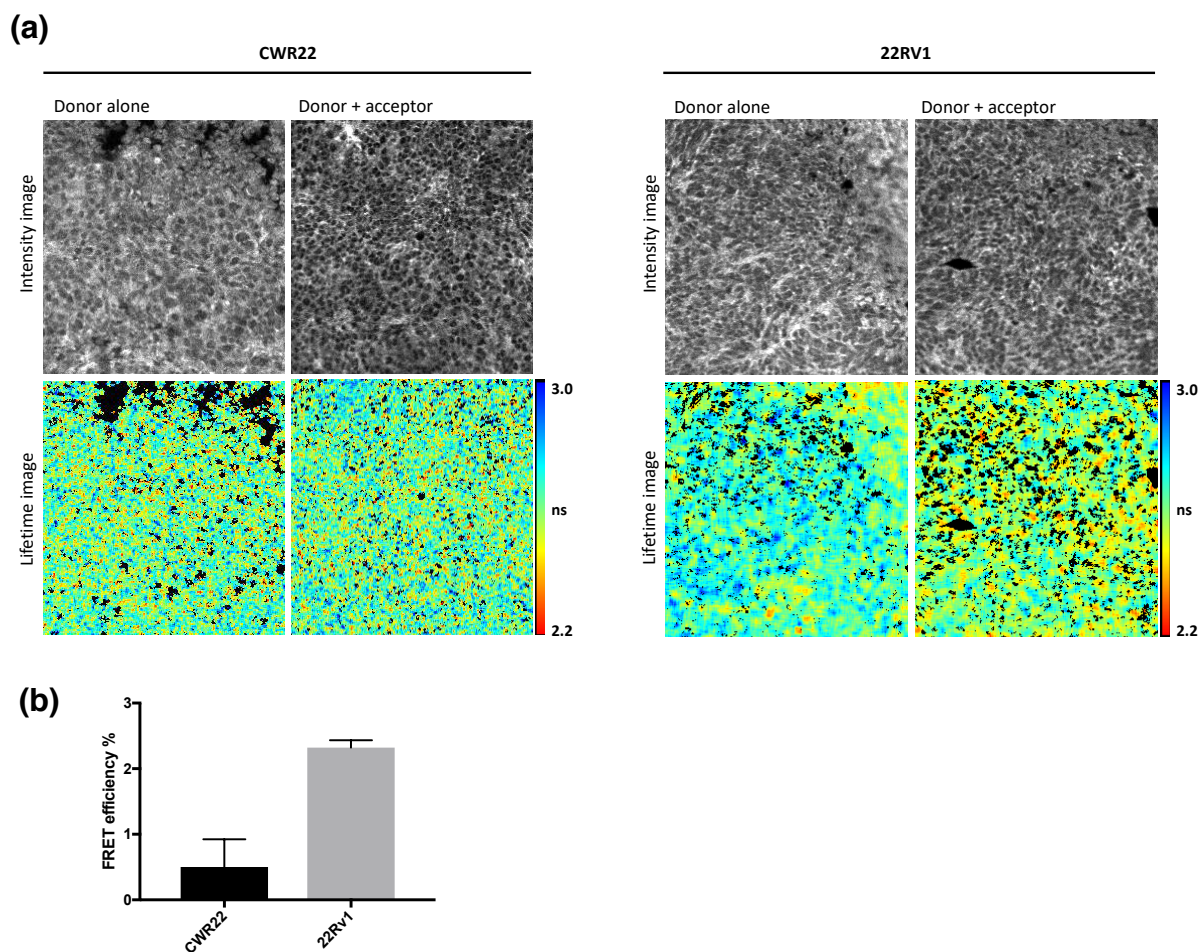 (a)
CWR22
22RV1
Donor alone
Donor + acceptor
Donor alone
Donor + acceptor
Intensity image
Intensity image
Lifetime image
Lifetime image
3.0
ns
2.2
3.0
ns
2.2
(b)
FRET efficiency %
3
2
1
0
CWR22
22Rv1